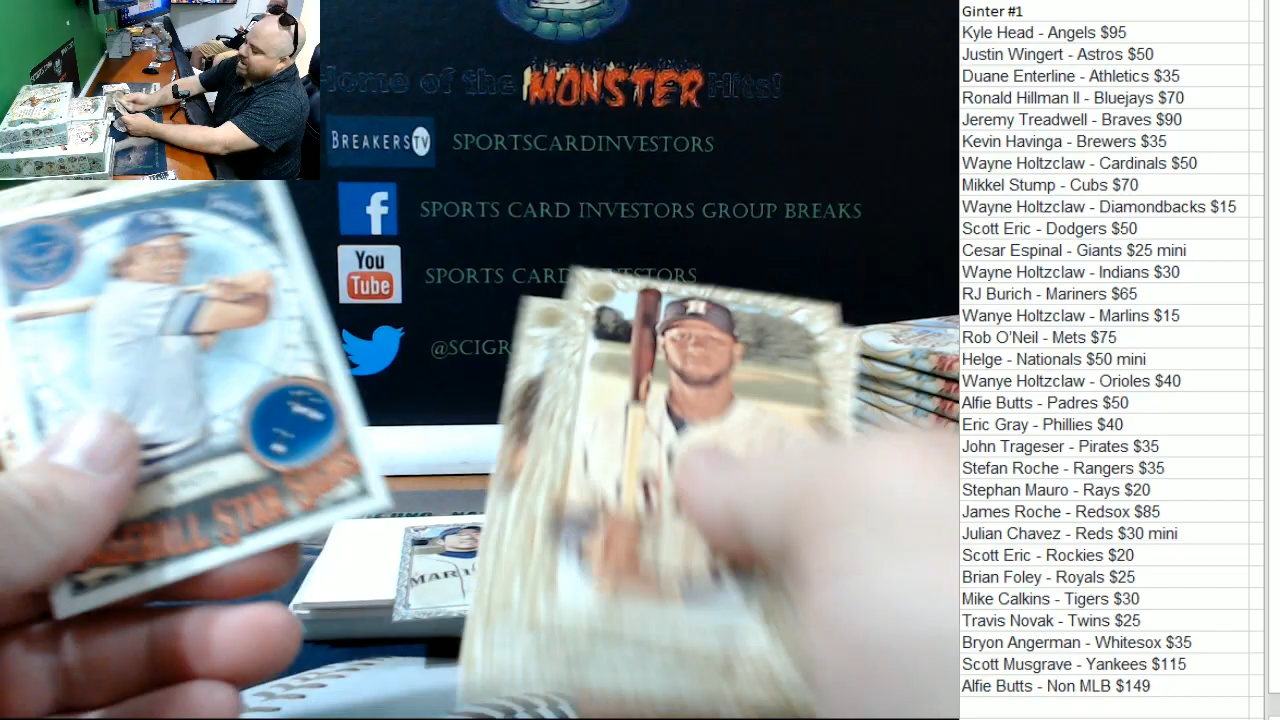 Home of the MONSTER Hits!
BREAKERS TV
SPORTSCARDINVESTORS
f
SPORTS CARD INVESTORS GROUP BREAKS
You
Tube
SPORTS CARD
@SCIGR
BASEBALL STAR SIGNS
MART
Ginter #1
Kyle Head - Angels $95
Justin Wingert - Astros $50
Duane Enterline - Athletics $35
Ronald Hillman ll - Bluejays $70
Jeremy Treadwell - Braves $90
Kevin Havinga - Brewers $35
Wayne Holtzclaw - Cardinals $50
Mikkel Stump - Cubs $70
Wayne Holtzclaw - Diamondbacks $15
Scott Eric - Dodgers $50
Cesar Espinal - Giants $25 mini
Wayne Holtzclaw - Indians $30
RJ Burich - Mariners $65
Wanye Holtzclaw - Marlins $15
Rob O'Neil - Mets $75
Helge - Nationals $50 mini
Wanye Holtzclaw - Orioles $40
Alfie Butts - Padres $50
Eric Gray - Phillies $40
John Trageser - Pirates $35
Stefan Roche - Rangers $35
Stephan Mauro - Rays $20
James Roche - Redsox $85
Julian Chavez - Reds $30 mini
Scott Eric - Rockies $20
Brian Foley - Royals $25
Mike Calkins - Tigers $30
Travis Novak - Twins $25
Bryon Angerman - Whitesox $35
Scott Musgrave - Yankees $115
Alfie Butts - Non MLB $149